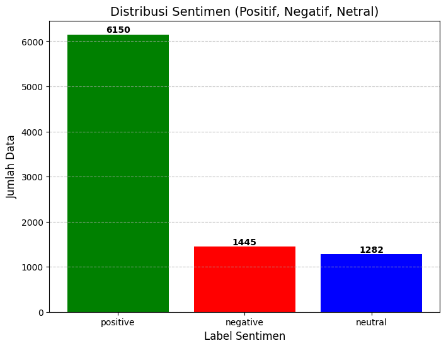 Distribusi Sentimen (Positif, Negatif, Netral)
6150
1445
1282
6000
5000
4000
3000
2000
1000
0
Jumlah Data
positive
negative
neutral
Label Sentimen